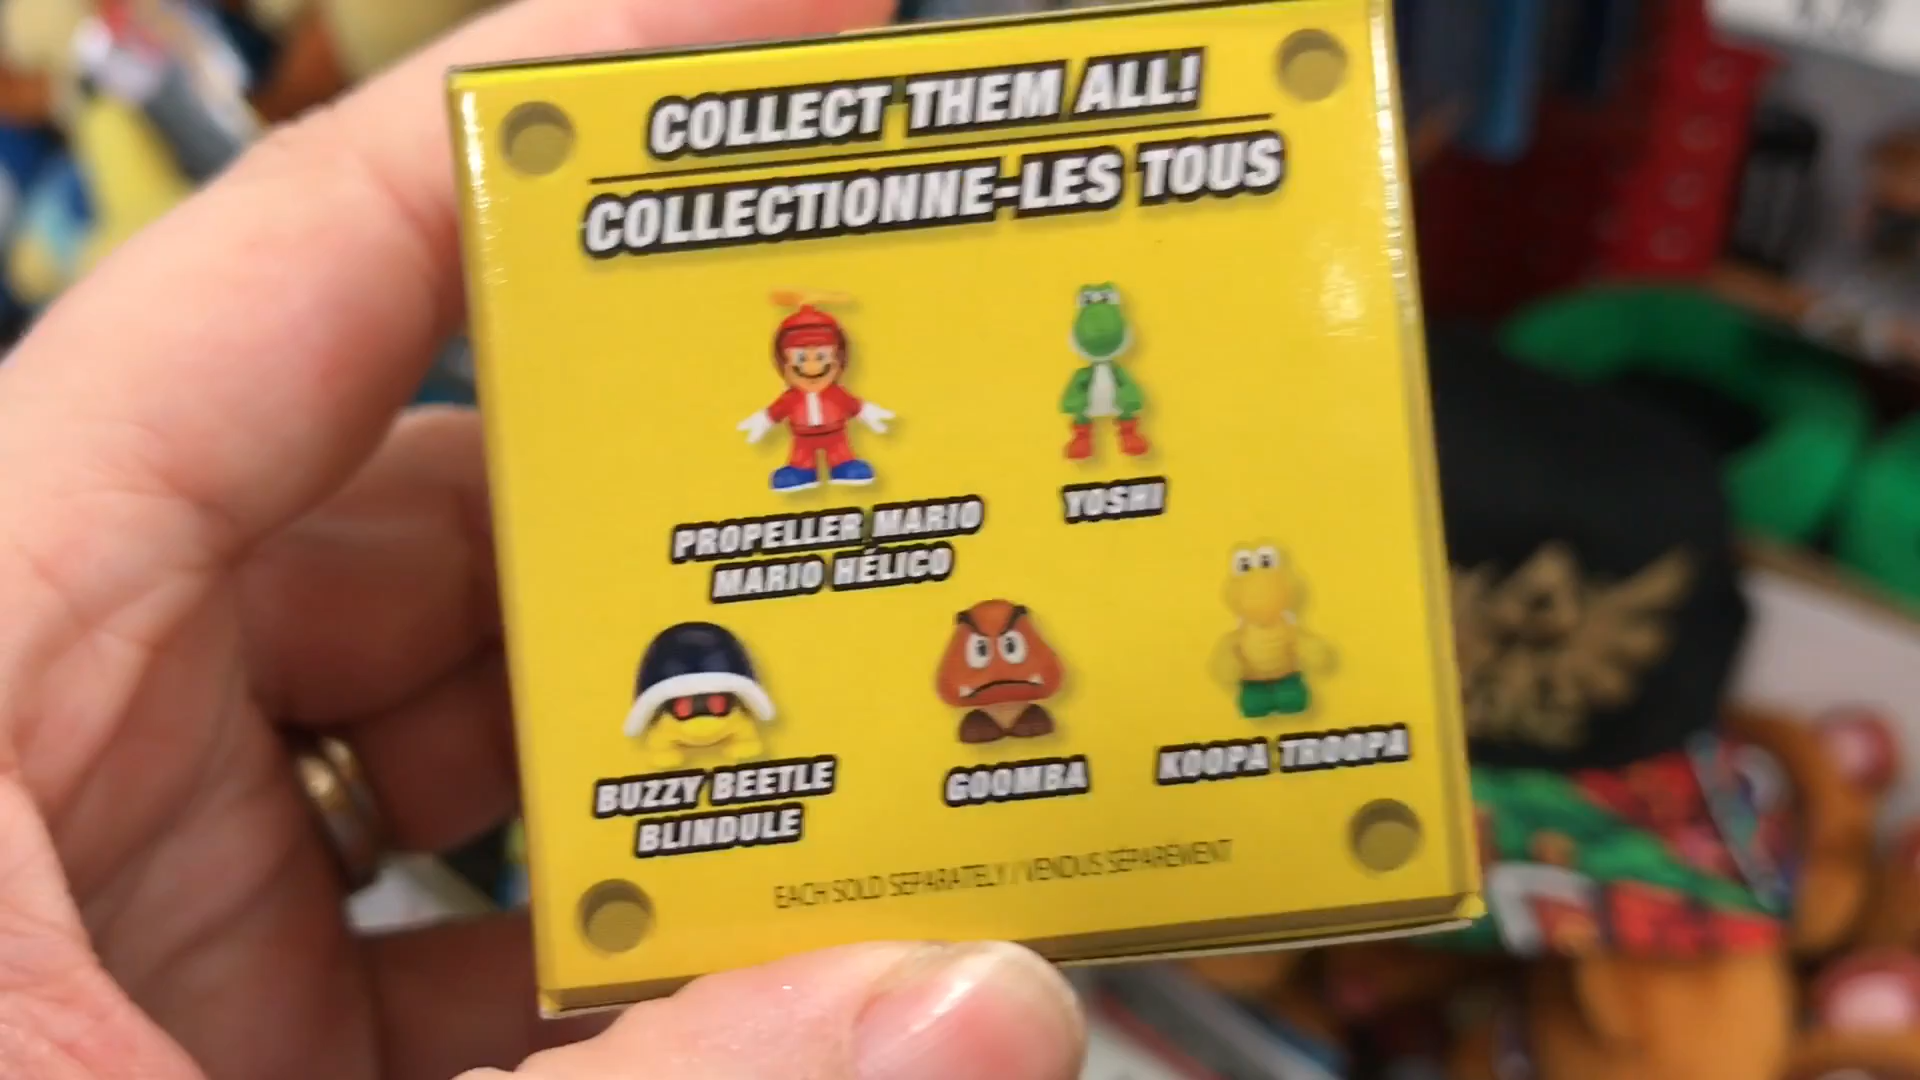 COLLECT THEM ALL!
COLLECTIONNE-LES TOUS
PROPELLER MARIO
MARIO HÉLICO
YOSHI
BUZZY BEETLE
BLINDULE
GOOMBA
KOOPA TROOPA
EACH SOLD SEPARATELY / VENDUS SÉPAREMENT